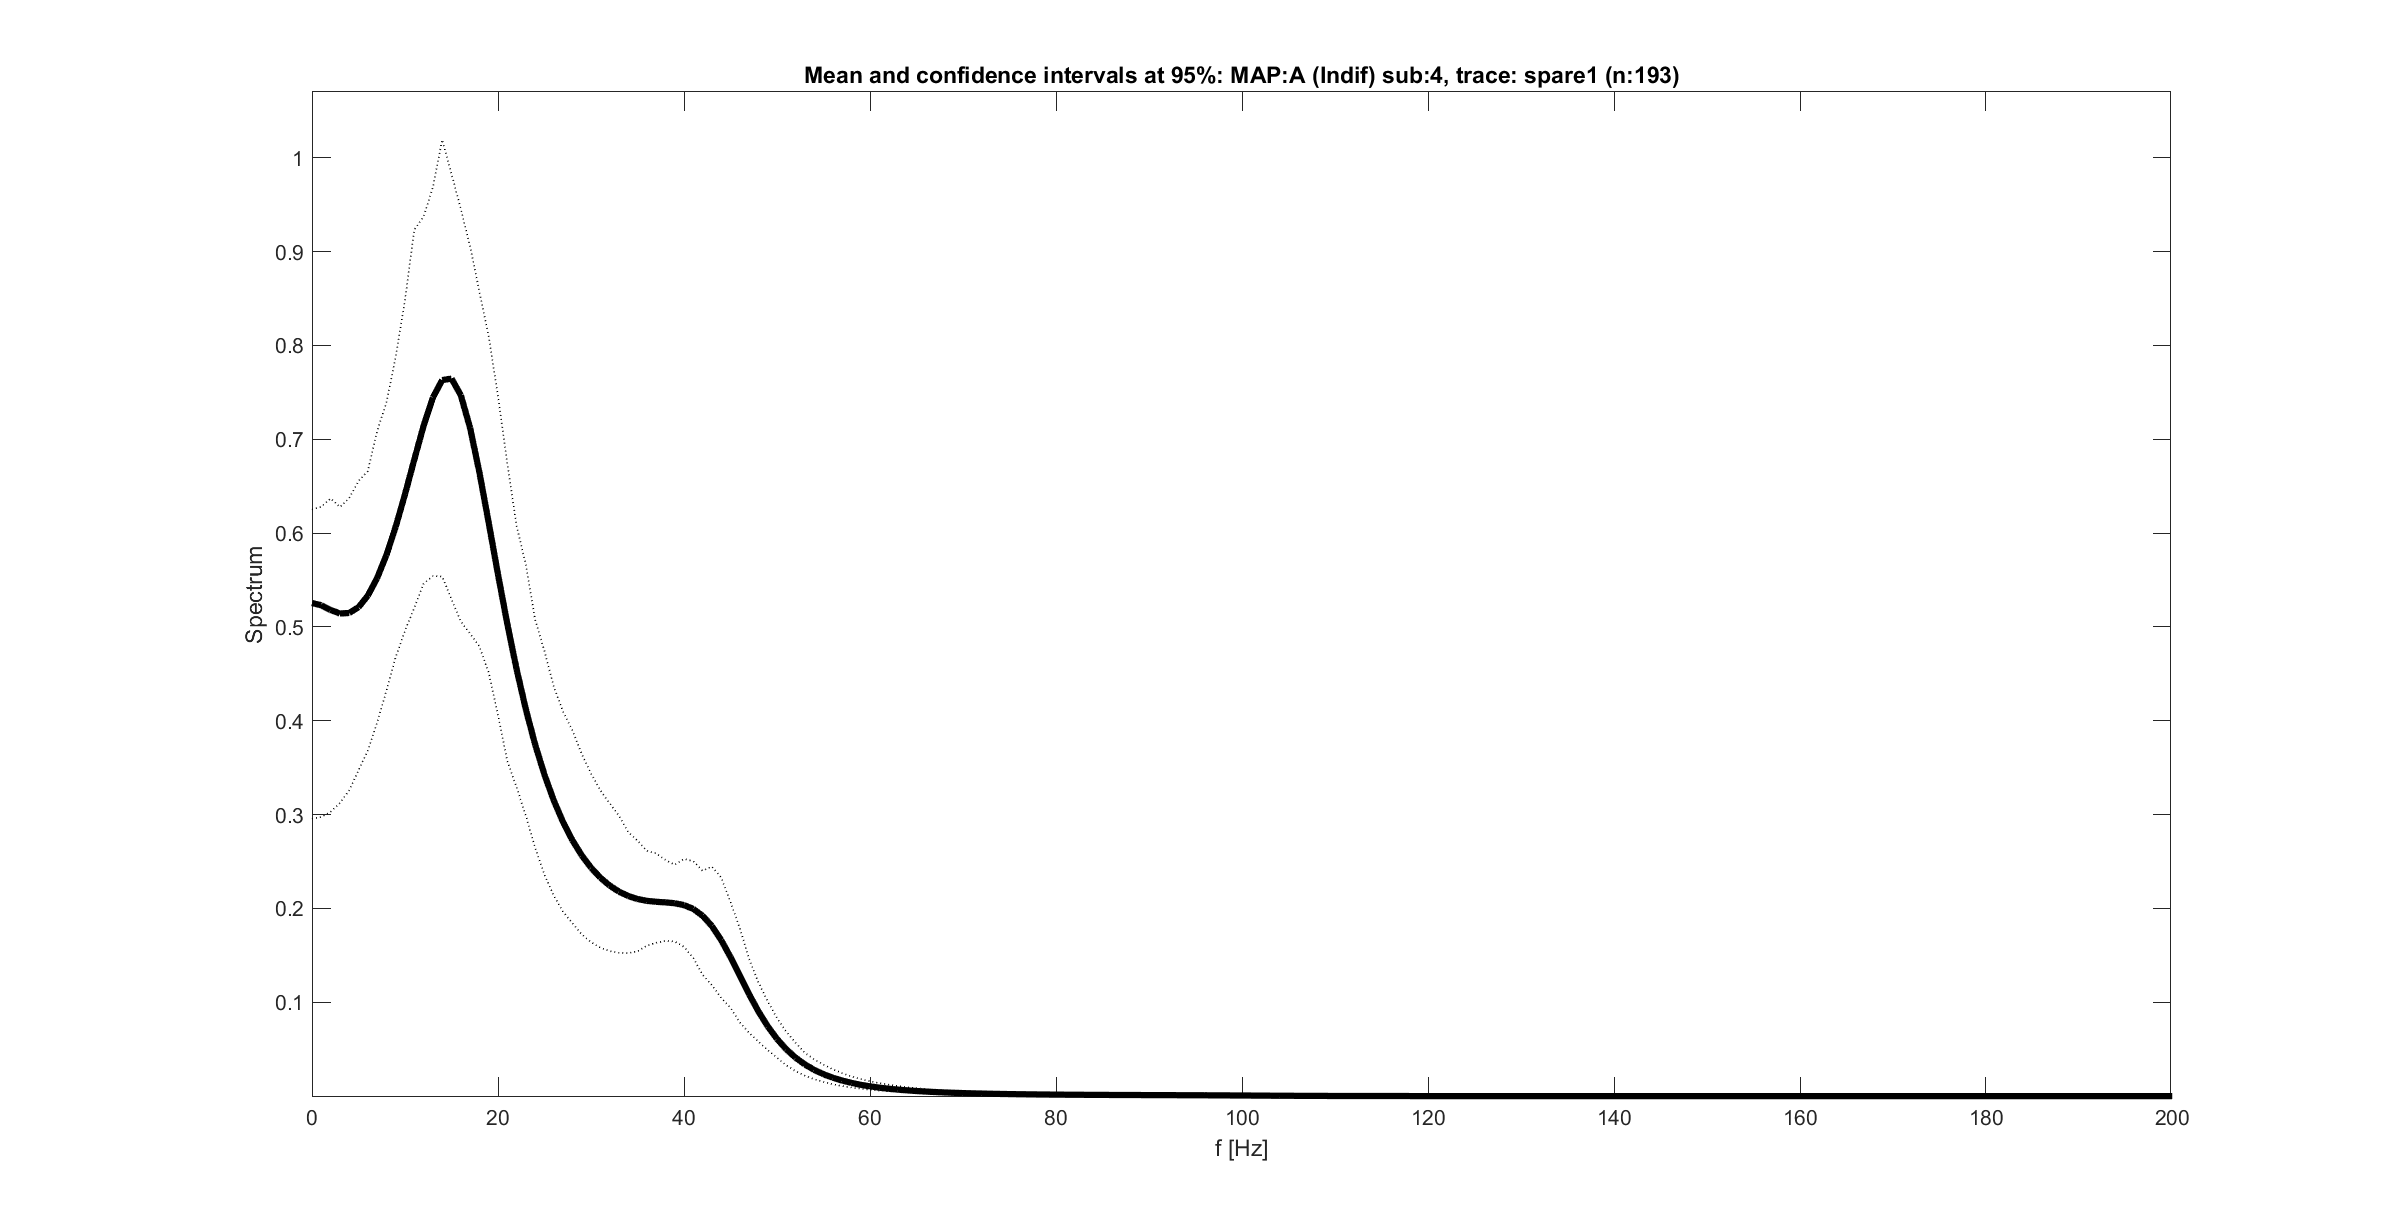 Mean and confidence intervals at 95%: MAP:A (Indif) sub:4, trace: spare1 (n:193)
1
0.9
0.8
0.7
0.6
0.5
0.4
0.3
0.2
0.1
Spectrum
0 20 40 60 80 100 120 140 160 180 200
f [Hz]